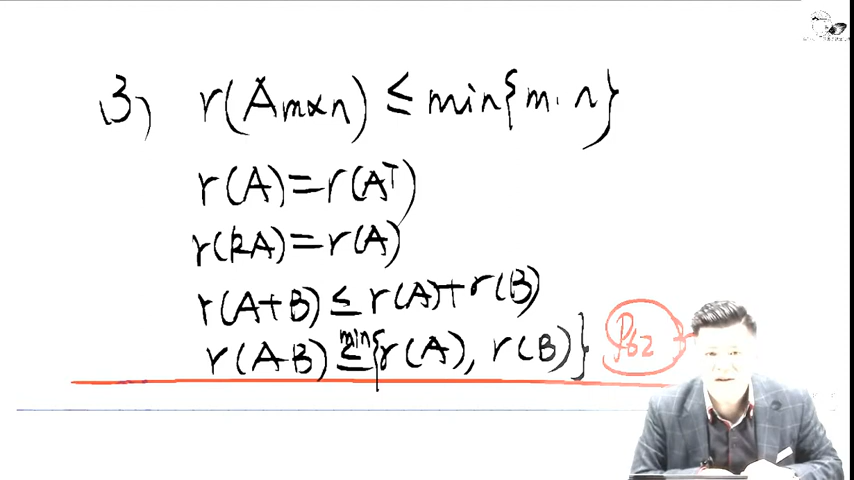 3) r(Am×n) ≤ min{m.n}
r(A)=r(Aᵀ)
r(kA)=r(A)
r(A+B) ≤ r(A)+r(B)
r(AB) ≤ min{r(A), r(B)}
P62